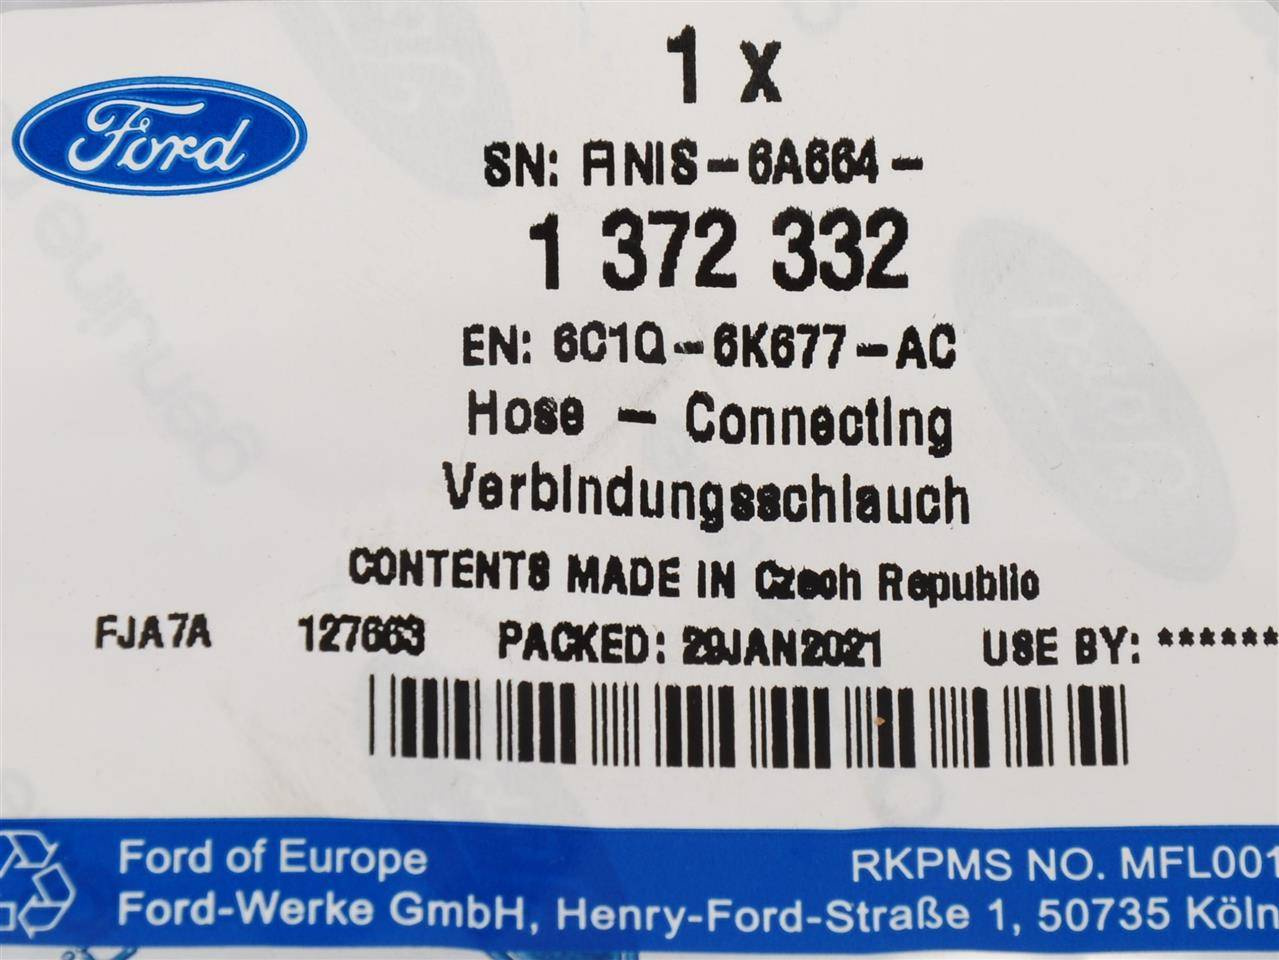 1 x
Ford
SN: FINIS-6A664-
1 372 332
EN: 6C1Q-6K677-AC
Hose - Connecting
Verbindungsschlauch
CONTENTS MADE IN Czech Republic
FJA7A 127663 PACKED: 29JAN2021 USE BY: ******
Ford of Europe RKPMS NO. MFL001
Ford-Werke GmbH, Henry-Ford-Straße 1, 50735 Köln
genuine